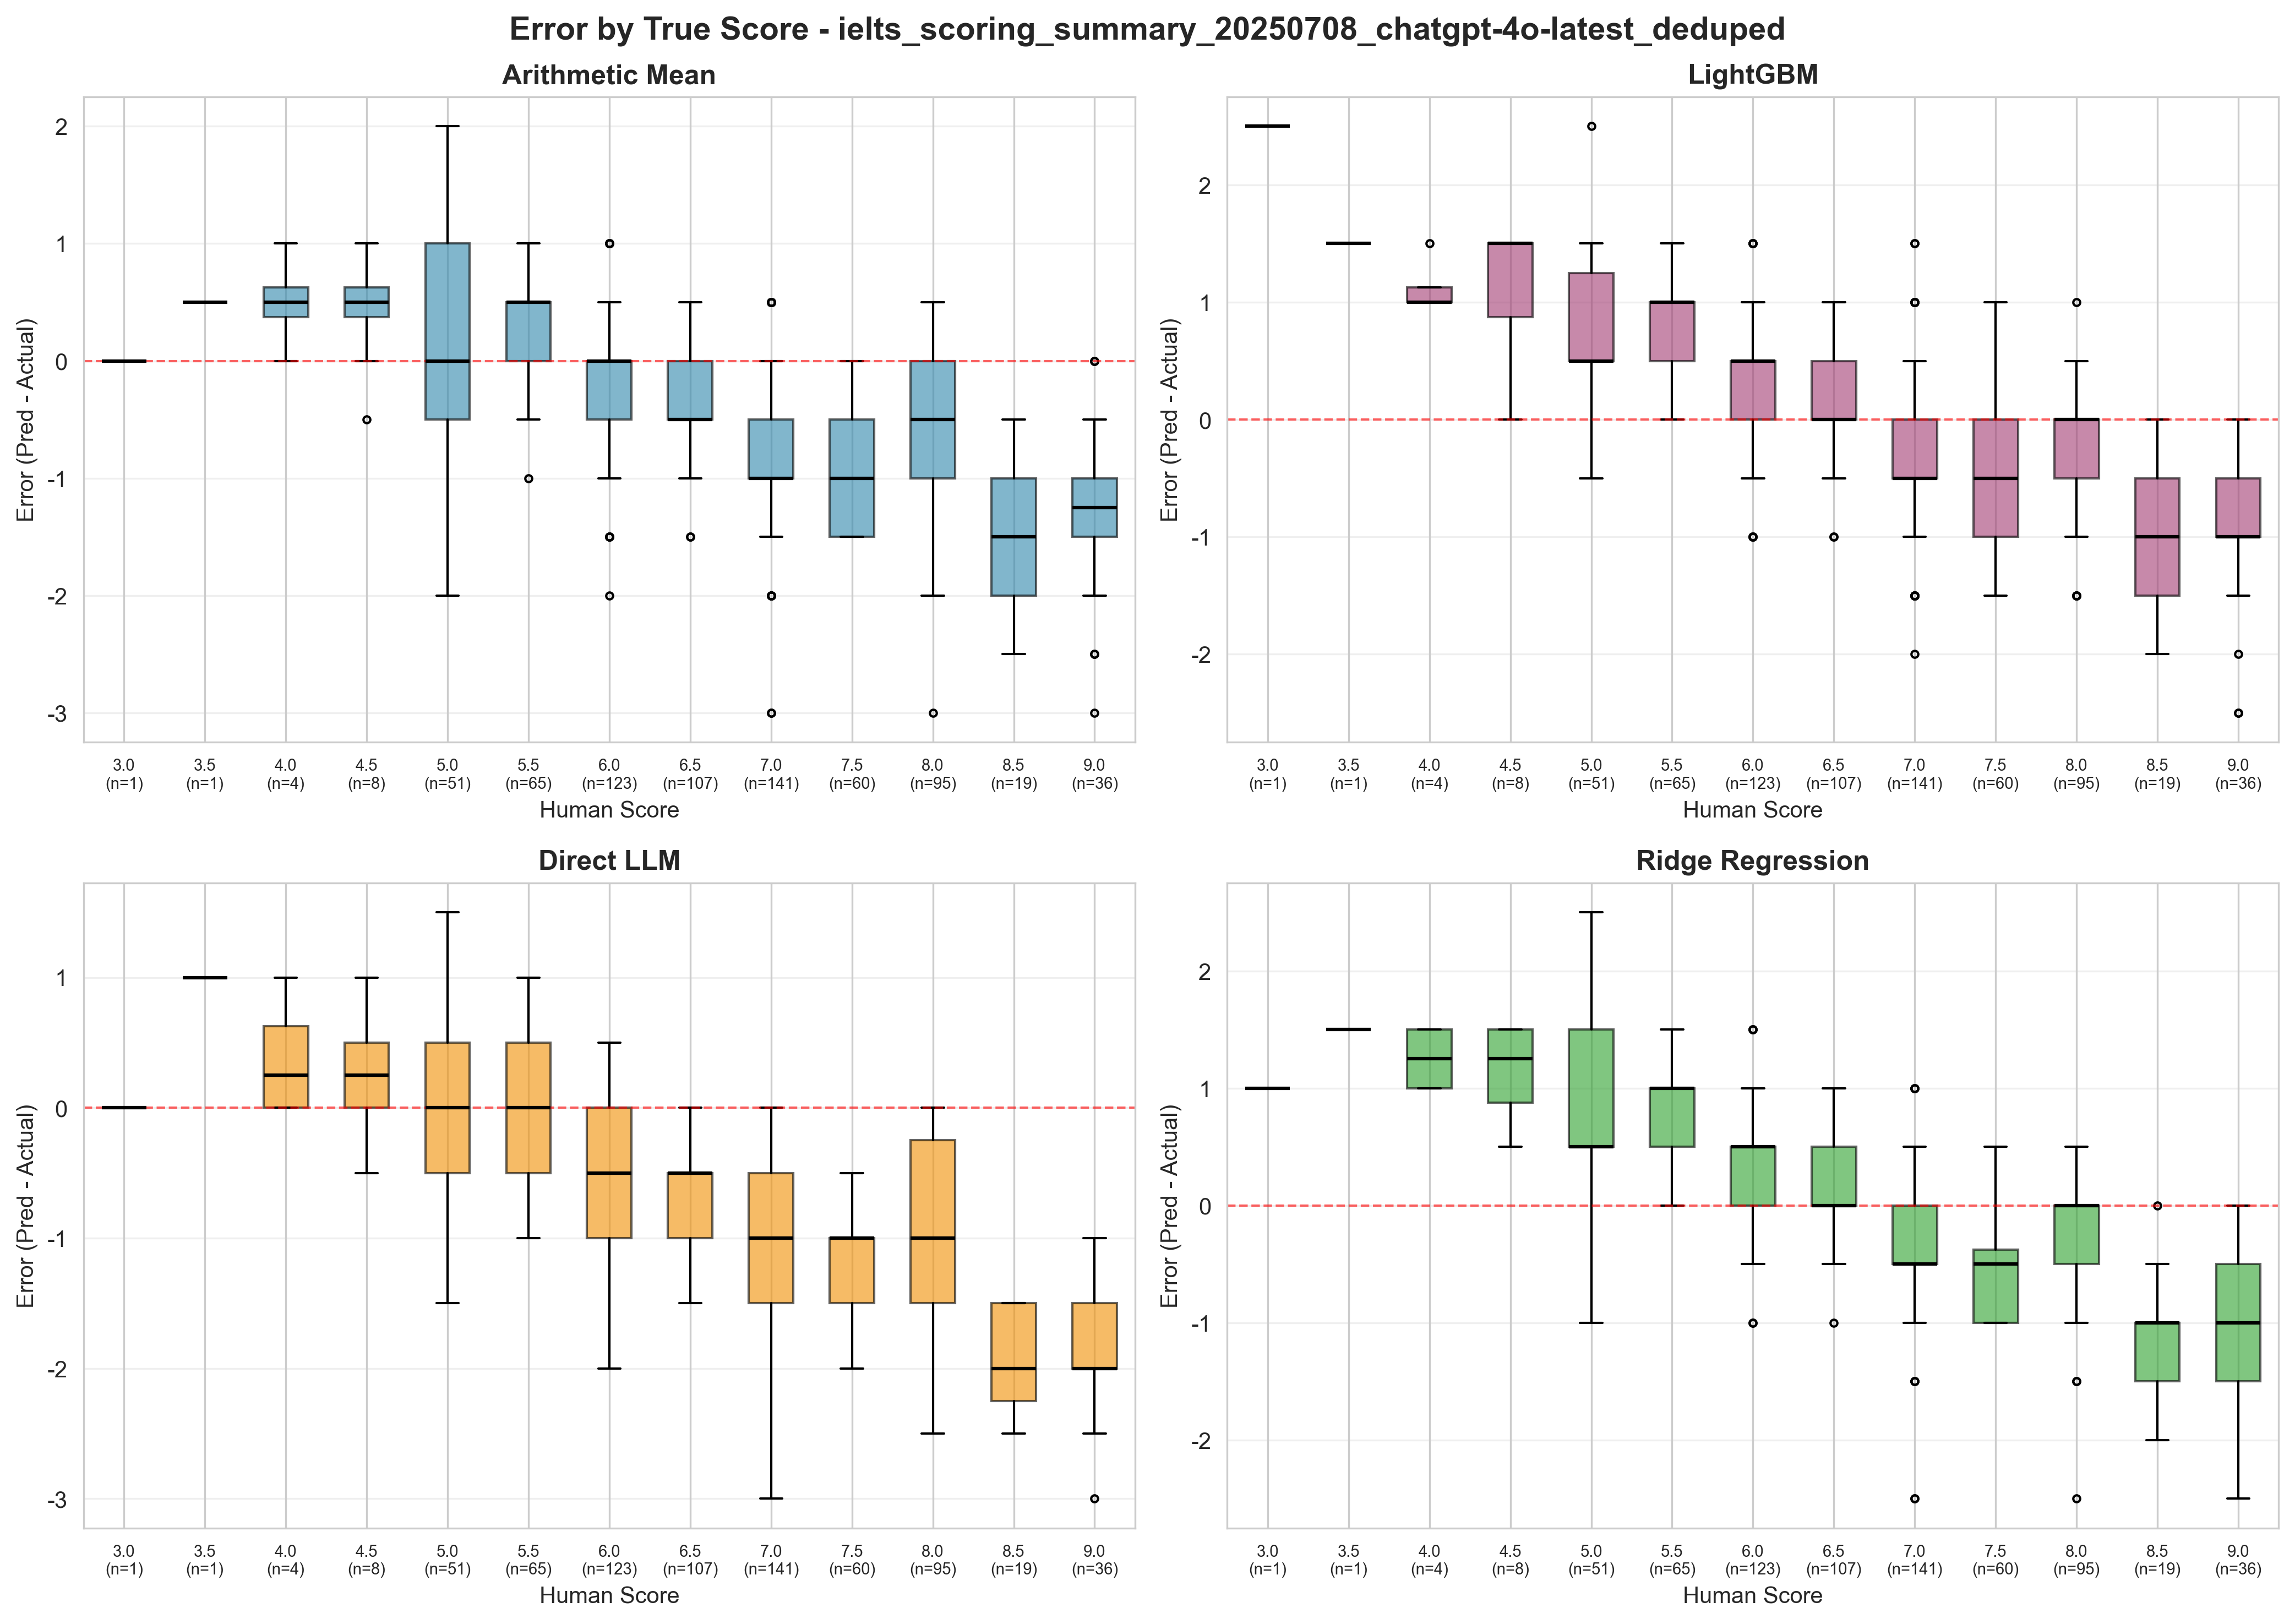 Error by True Score - ielts_scoring_summary_20250708_chatgpt-4o-latest_deduped
Arithmetic Mean
Error (Pred - Actual)
2
1
0
-1
-2
-3
3.0 3.5 4.0 4.5 5.0 5.5 6.0 6.5 7.0 7.5 8.0 8.5 9.0
(n=1) (n=1) (n=4) (n=8) (n=51) (n=65) (n=123) (n=107) (n=141) (n=60) (n=95) (n=19) (n=36)
Human Score
LightGBM
Error (Pred - Actual)
2
1
0
-1
-2
3.0 3.5 4.0 4.5 5.0 5.5 6.0 6.5 7.0 7.5 8.0 8.5 9.0
(n=1) (n=1) (n=4) (n=8) (n=51) (n=65) (n=123) (n=107) (n=141) (n=60) (n=95) (n=19) (n=36)
Human Score
Direct LLM
Error (Pred - Actual)
1
0
-1
-2
-3
3.0 3.5 4.0 4.5 5.0 5.5 6.0 6.5 7.0 7.5 8.0 8.5 9.0
(n=1) (n=1) (n=4) (n=8) (n=51) (n=65) (n=123) (n=107) (n=141) (n=60) (n=95) (n=19) (n=36)
Human Score
Ridge Regression
Error (Pred - Actual)
2
1
0
-1
-2
3.0 3.5 4.0 4.5 5.0 5.5 6.0 6.5 7.0 7.5 8.0 8.5 9.0
(n=1) (n=1) (n=4) (n=8) (n=51) (n=65) (n=123) (n=107) (n=141) (n=60) (n=95) (n=19) (n=36)
Human Score